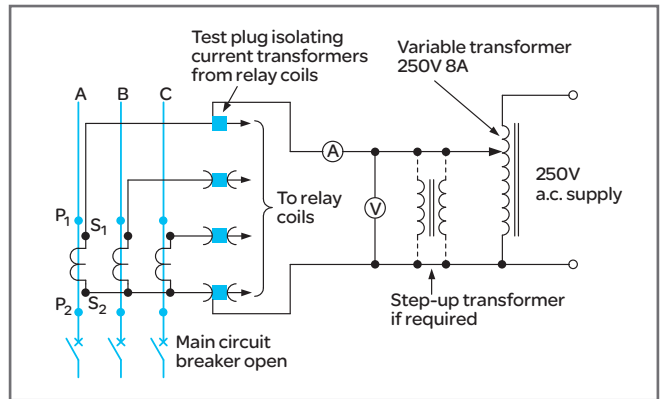 Test plug isolating
current transformers
from relay coils
Variable transformer
250V 8A
A
B
C
A
250V
a.c. supply
P1
S1
To relay
coils
V
P2
S2
Step-up transformer
if required
Main circuit
breaker open